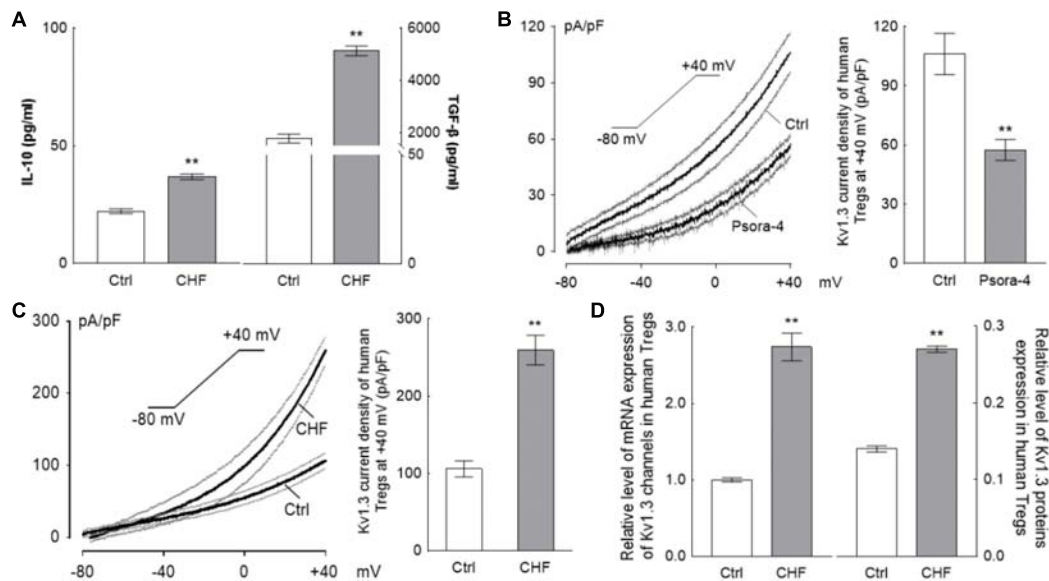 A
IL-10 (pg/ml)
100
50
0
**
**
Ctrl
CHF
Ctrl
CHF
6000
4000
2000
50
0
TGF-β (pg/ml)
B
pA/pF
120
90
60
30
0
+40 mV
-80 mV
Ctrl
Psora-4
-80
-40
0
mV
+40
Kv1.3 current density of human
Tregs at +40 mV (pA/pF)
120
90
60
30
0
**
Ctrl
Psora-4
C
pA/pF
300
200
100
0
+40 mV
-80 mV
CHF
Ctrl
-80
-40
0
mV
+40
Kv1.3 current density of human
Tregs at +40 mV (pA/pF)
300
200
100
0
**
Ctrl
CHF
D
Relative level of mRNA expression
of Kv1.3 channels in human Tregs
3.0
2.0
1.0
0.0
**
**
Ctrl
CHF
Ctrl
CHF
0.3
0.2
0.1
0.0
Relative level of Kv1.3 proteins
expression in human Tregs